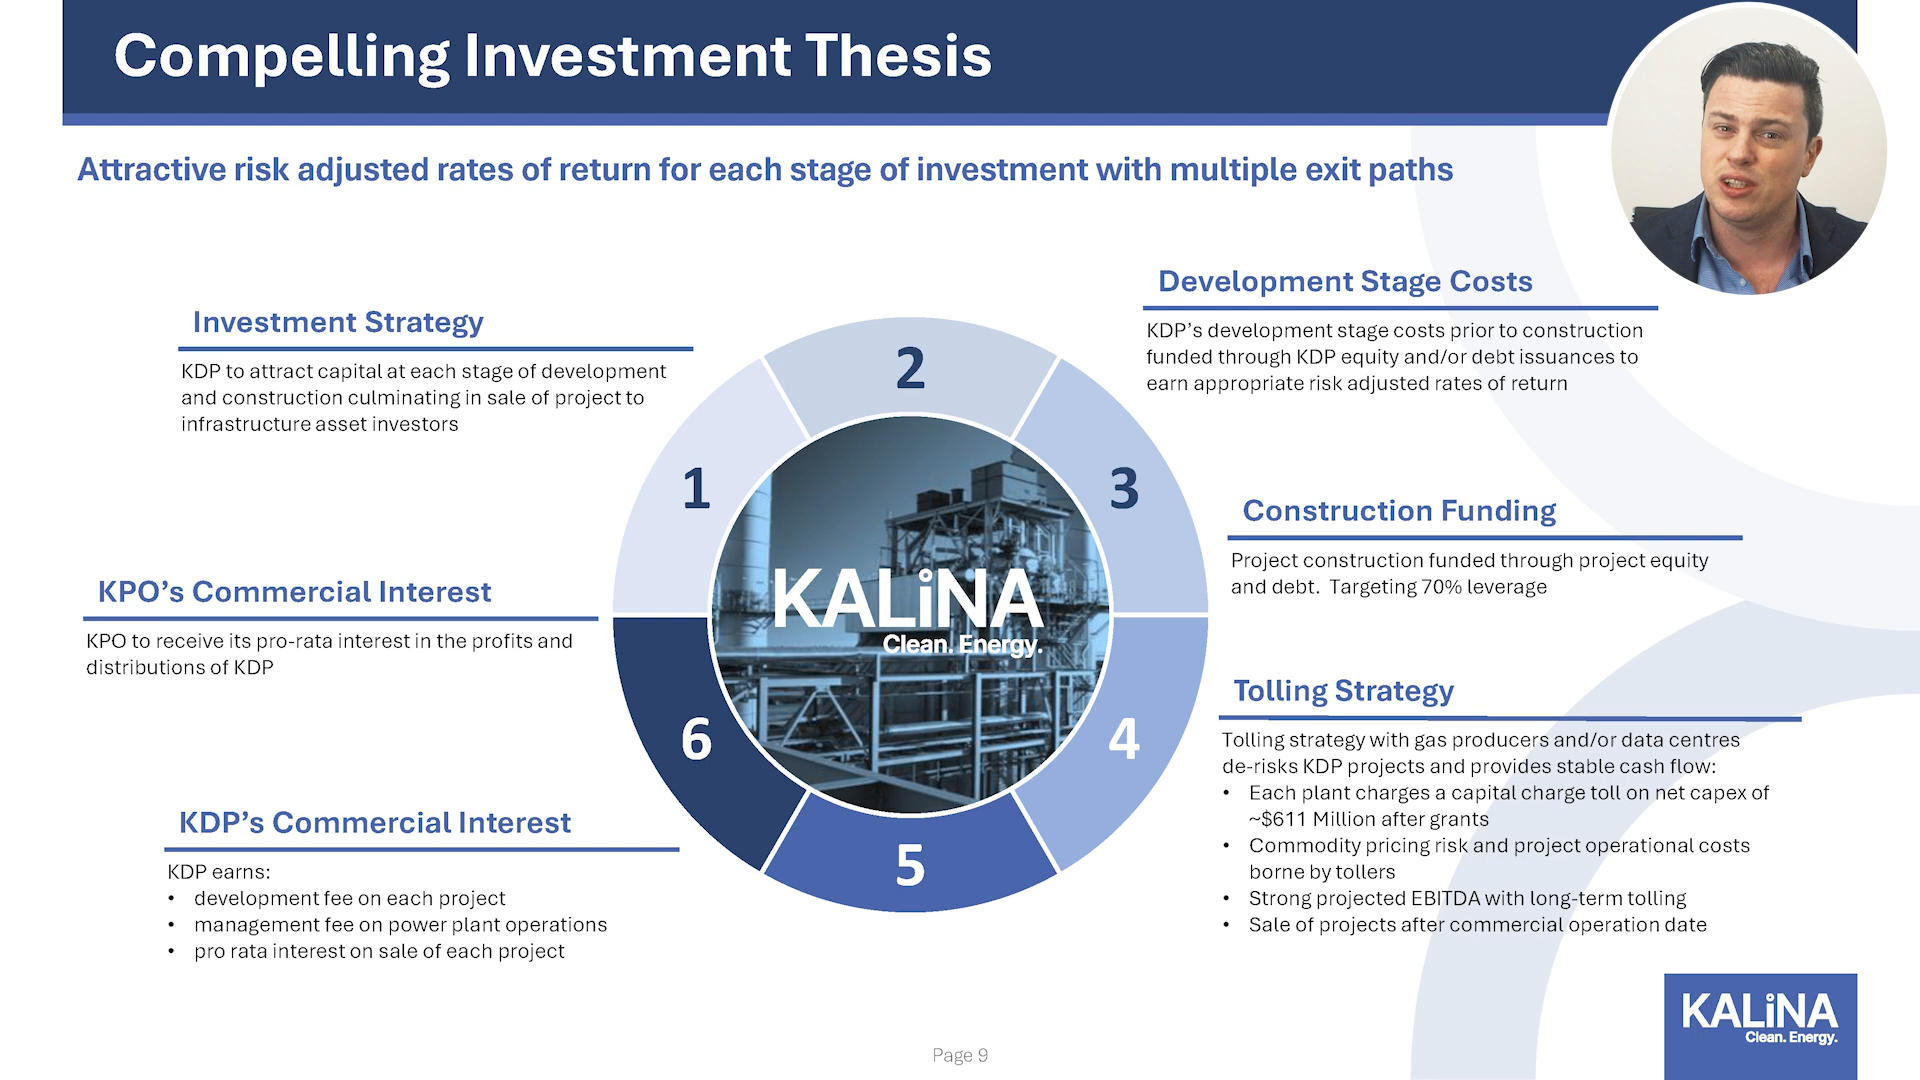 Compelling Investment Thesis
Attractive risk adjusted rates of return for each stage of investment with multiple exit paths
Investment Strategy
KDP to attract capital at each stage of development
and construction culminating in sale of project to
infrastructure asset investors
Development Stage Costs
KDP's development stage costs prior to construction
funded through KDP equity and/or debt issuances to
earn appropriate risk adjusted rates of return
Construction Funding
Project construction funded through project equity
and debt. Targeting 70% leverage
Tolling Strategy
Tolling strategy with gas producers and/or data centres
de-risks KDP projects and provides stable cash flow:
• Each plant charges a capital charge toll on net capex of
~$611 Million after grants
• Commodity pricing risk and project operational costs
borne by tollers
• Strong projected EBITDA with long-term tolling
• Sale of projects after commercial operation date
KPO's Commercial Interest
KPO to receive its pro-rata interest in the profits and
distributions of KDP
KDP's Commercial Interest
KDP earns:
• development fee on each project
• management fee on power plant operations
• pro rata interest on sale of each project
1
2
3
4
5
6
KALiNA
Clean. Energy.
KALiNA
Clean. Energy.
Page 9